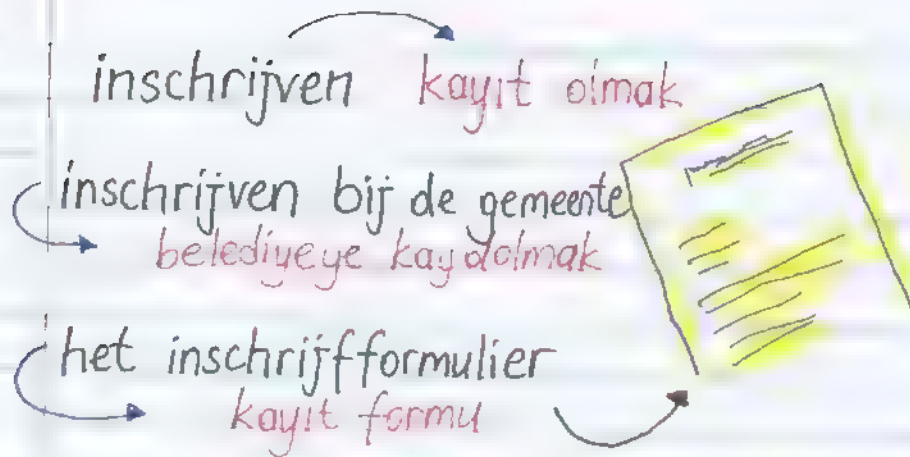 inschrijven kayıt olmak
inschrijven bij de gemeente
belediyeye kaydolmak
het inschrijfformulier
kayıt formu